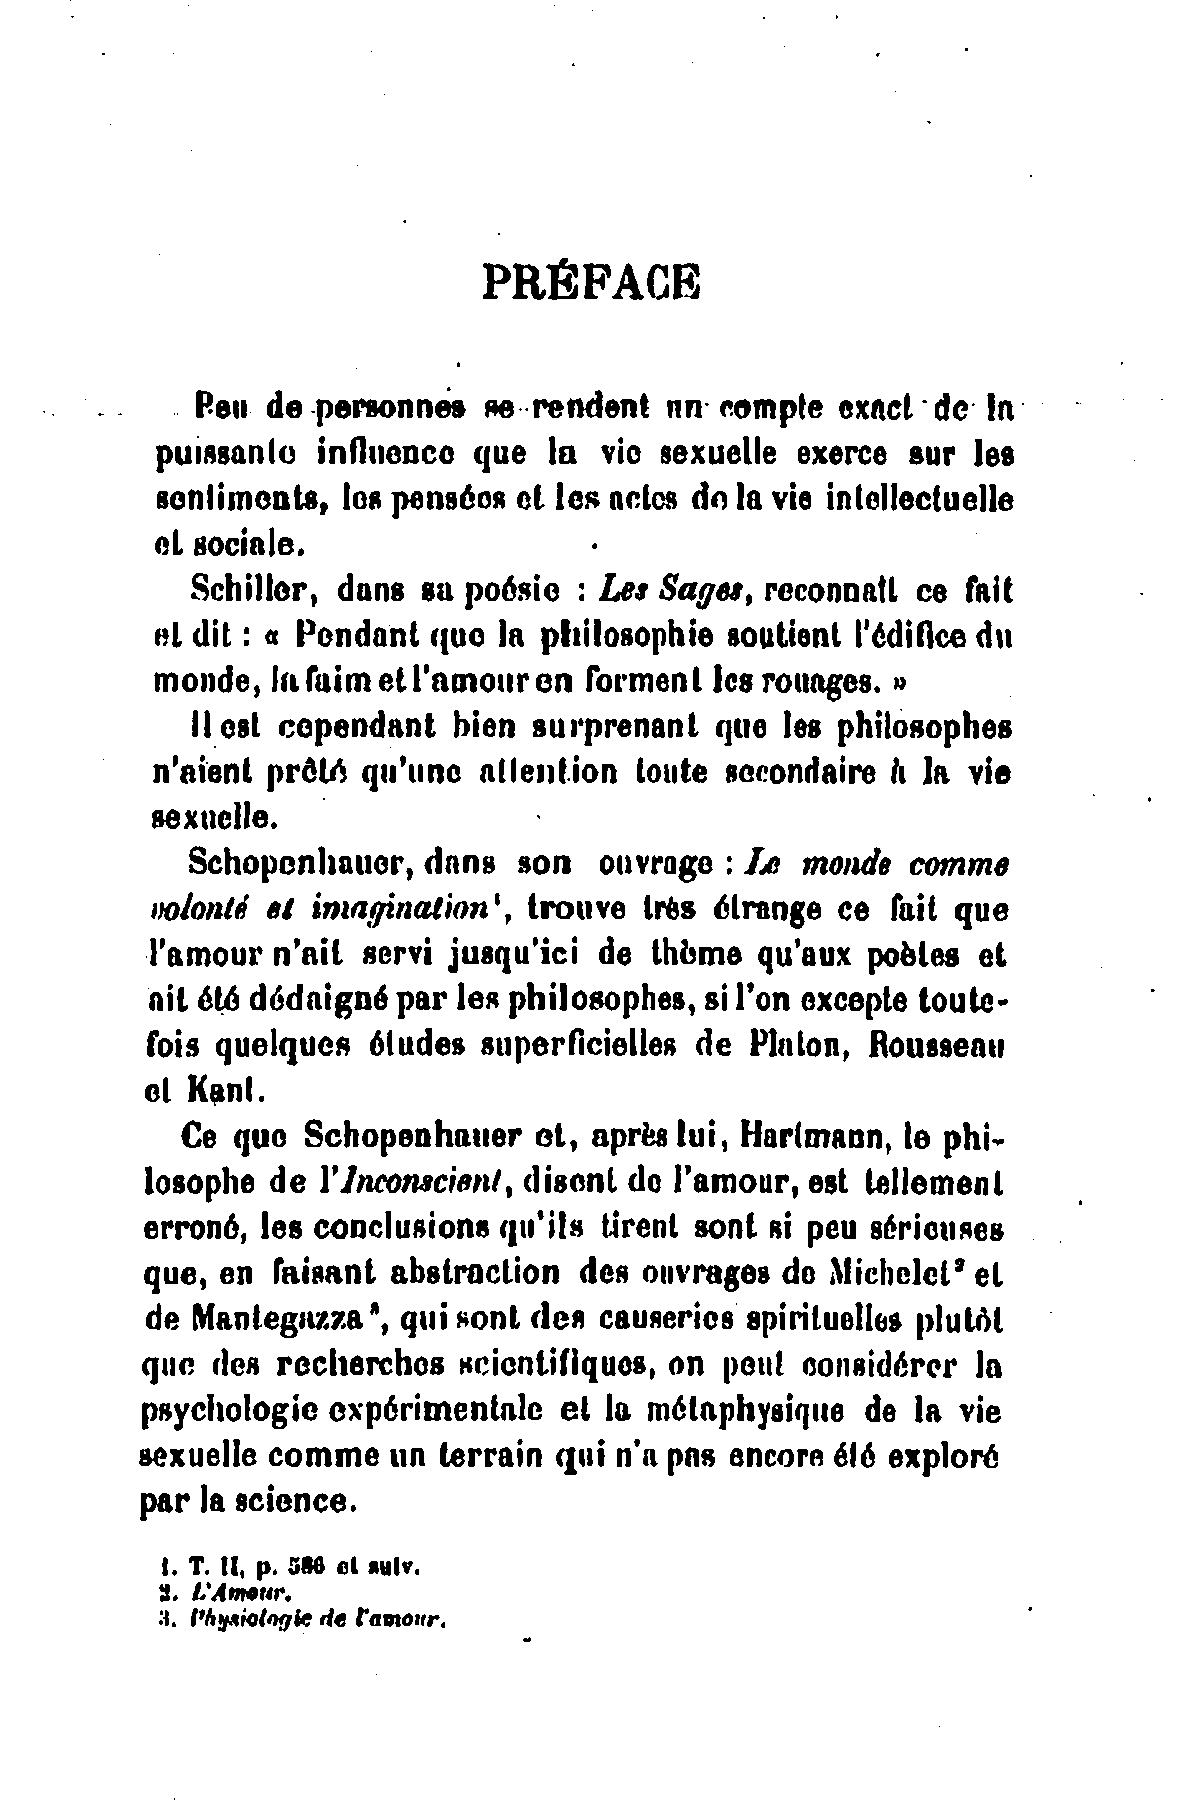 PRÉFACE
Peu de personnes se rendent un compte exact de la
puissante influence que la vie sexuelle exerce sur les
sentiments, les pensées et les actes de la vie intellectuelle
et sociale.
Schiller, dans sa poésie : Les Sages, reconnaît ce fait
et dit : « Pendant que la philosophie soutient l'édifice du
monde, la faim et l'amour en forment les rouages. »
Il est cependant bien surprenant que les philosophes
n'aient prêté qu'une attention toute secondaire à la vie
sexuelle.
Schopenhauer, dans son ouvrage : Le monde comme
volonté et imagination¹, trouve très étrange ce fait que
l'amour n'ait servi jusqu'ici de thème qu'aux poètes et
ait été dédaigné par les philosophes, si l'on excepte toute-
fois quelques études superficielles de Platon, Rousseau
et Kant.
Ce que Schopenhauer et, après lui, Hartmann, le phi-
losophe de l'Inconscient, disent de l'amour, est tellement
erroné, les conclusions qu'ils tirent sont si peu sérieuses
que, en faisant abstraction des ouvrages de Michelet² et
de Mantegazza³, qui sont des causeries spirituelles plutôt
que des recherches scientifiques, on peut considérer la
psychologie expérimentale et la métaphysique de la vie
sexuelle comme un terrain qui n'a pas encore été exploré
par la science.
1. T. II, p. 586 et suiv.
2. L'Amour.
3. Physiologie de l'amour.